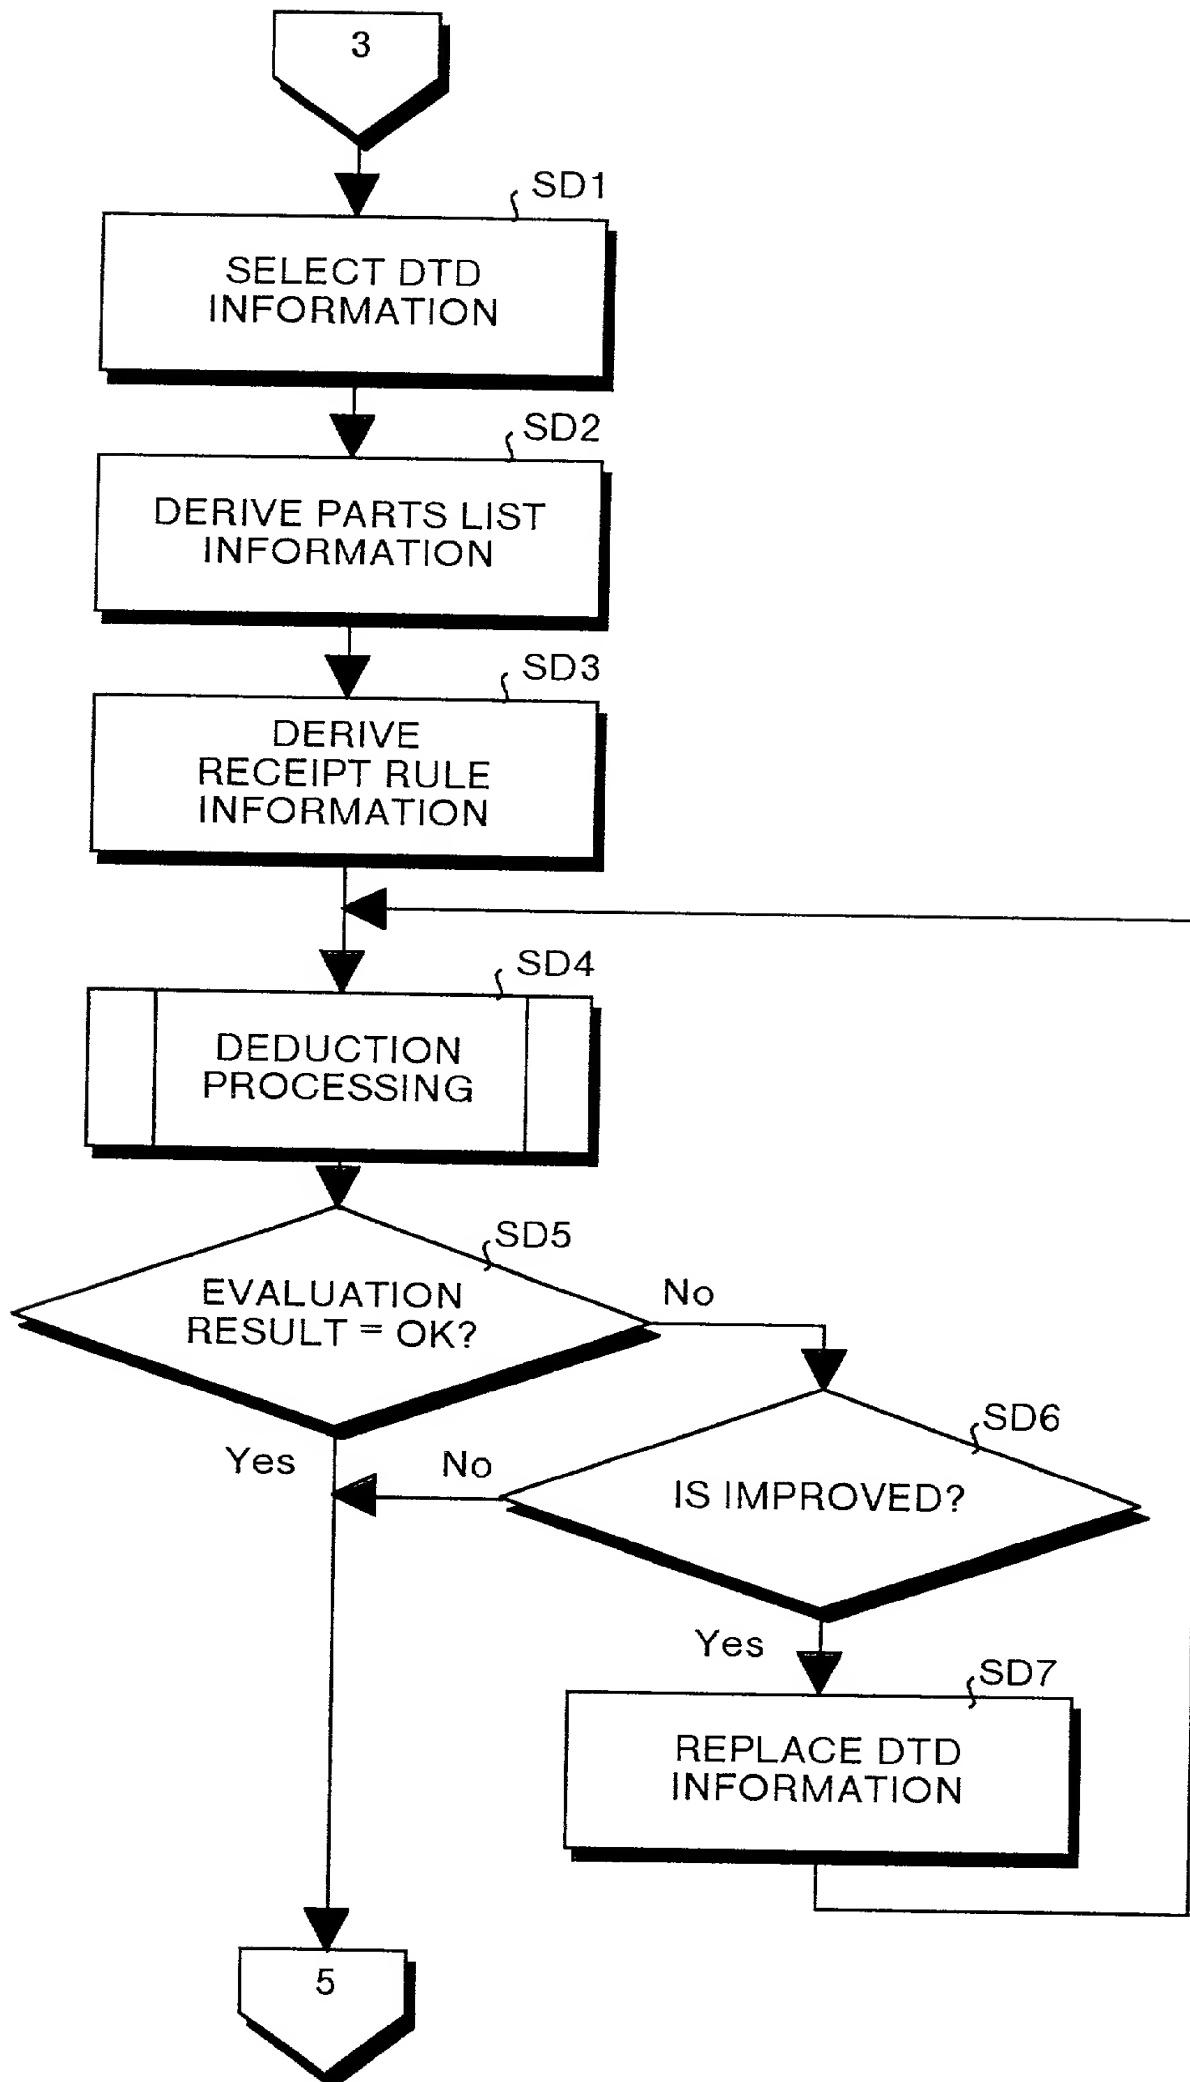 3
SD1
SELECT DTD
INFORMATION
SD2
DERIVE PARTS LIST
INFORMATION
SD3
DERIVE
RECEIPT RULE
INFORMATION
SD4
DEDUCTION
PROCESSING
SD5
EVALUATION
RESULT = OK?
No
SD6
Yes
No
IS IMPROVED?
Yes
SD7
REPLACE DTD
INFORMATION
5